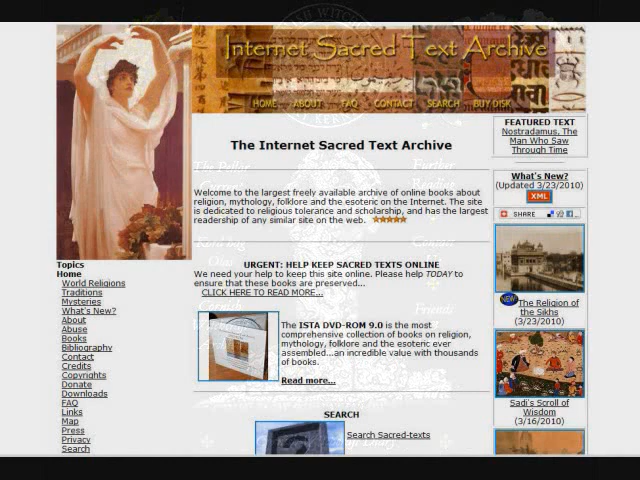 Internet Sacred Text Archive
HOME ABOUT FAQ CONTACT SEARCH BUY DISK
The Internet Sacred Text Archive
Welcome to the largest freely available archive of online books about
religion, mythology, folklore and the esoteric on the Internet. The site
is dedicated to religious tolerance and scholarship, and has the largest
readership of any similar site on the web.
URGENT: HELP KEEP SACRED TEXTS ONLINE
We need your help to keep this site online. Please help TODAY to
ensure that these books are preserved...
CLICK HERE TO READ MORE...
The ISTA DVD-ROM 9.0 is the most
comprehensive collection of books on religion,
mythology, folklore and the esoteric ever
assembled...an incredible value with thousands
of books.
Read more...
SEARCH
Search Sacred-texts
Topics
Home
World Religions
Traditions
Mysteries
What's New?
About
Abuse
Books
Bibliography
Contact
Credits
Copyrights
Donate
Downloads
FAQ
Links
Map
Press
Privacy
Search
FEATURED TEXT
Nostradamus, The
Man Who Saw
Through Time
What's New?
(Updated 3/23/2010)
XML
SHARE
NEW!
The Religion of
the Sikhs
(3/23/2010)
Sadi's Scroll of
Wisdom
(3/16/2010)
Further
Friends